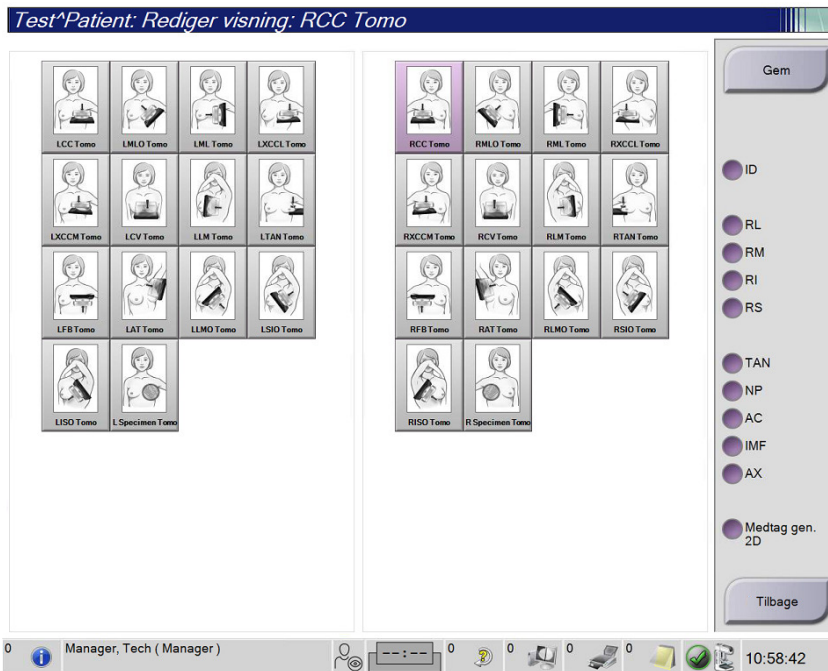 Test^Patient: Rediger visning: RCC Tomo
LCC Tomo
LMLO Tomo
LML Tomo
LXCCL Tomo
LXCCM Tomo
LCV Tomo
LLM Tomo
LTAN Tomo
LFB Tomo
LAT Tomo
LLMO Tomo
LSIO Tomo
LISO Tomo
L Specimen Tomo
RCC Tomo
RMLO Tomo
RML Tomo
RXCCL Tomo
RXCCM Tomo
RCV Tomo
RLM Tomo
RTAN Tomo
RFB Tomo
RAT Tomo
RLMO Tomo
RSIO Tomo
RISO Tomo
R Specimen Tomo
Gem
ID
RL
RM
RI
RS
TAN
NP
AC
IMF
AX
Medtag gen.
2D
Tilbage
0
Manager, Tech ( Manager )
--:--
0
0
0
0
10:58:42